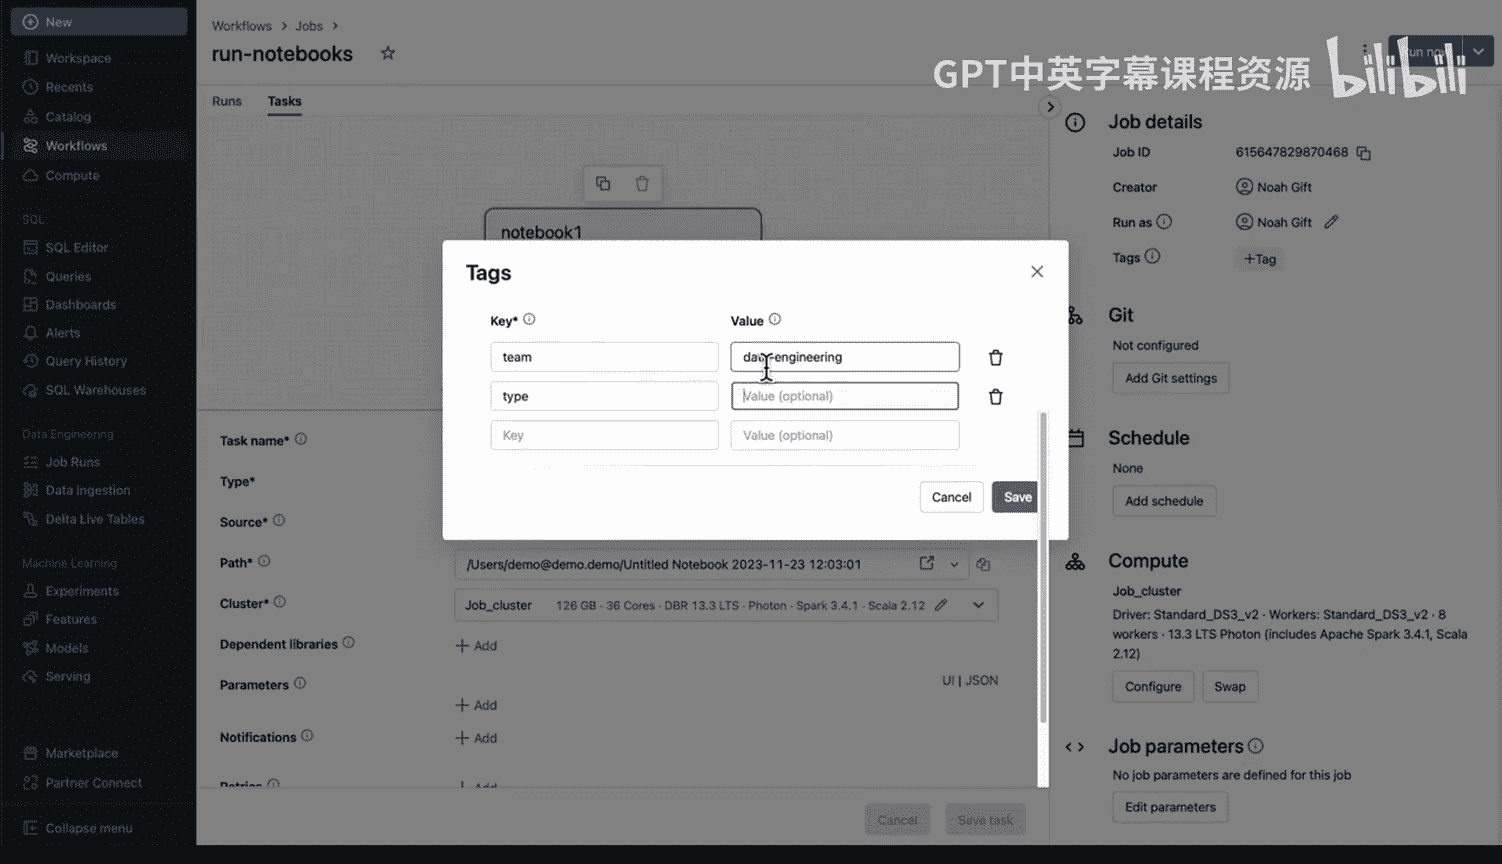 New
Workspace
Recents
Catalog
Workflows
Compute
SQL
SQL Editor
Queries
Dashboards
Alerts
Query History
SQL Warehouses
Data Engineering
Job Runs
Data Ingestion
Delta Live Tables
Machine Learning
Experiments
Features
Models
Serving
Marketplace
Partner Connect
Collapse menu
Workflows > Jobs >
run-notebooks
GPT中英字幕课程资源 bilibili
Runs Tasks
notebook1
Tags
Key* Value
team engineering
type Value (optional)
Key Value (optional)
Cancel Save
Task name*
Type*
Source*
Path* /Users/demo@demo.demo/Untitled Notebook 2023-11-23 12:03:01
Cluster* Job_cluster 126 GB · 36 Cores · DBR 13.3 LTS · Photon · Spark 3.4.1 · Scala 2.12
Dependent libraries + Add
Parameters UI | JSON
+ Add
Notifications + Add
Cancel Save task
Job details
Job ID 615647829870468
Creator Noah Gift
Run as Noah Gift
Tags +Tag
Git
Not configured
Add Git settings
Schedule
None
Add schedule
Compute
Job_cluster
Driver: Standard_DS3_v2 · Workers: Standard_DS3_v2 · 8
workers · 13.3 LTS Photon (includes Apache Spark 3.4.1, Scala
2.12)
Configure Swap
Job parameters
No job parameters are defined for this job
Edit parameters